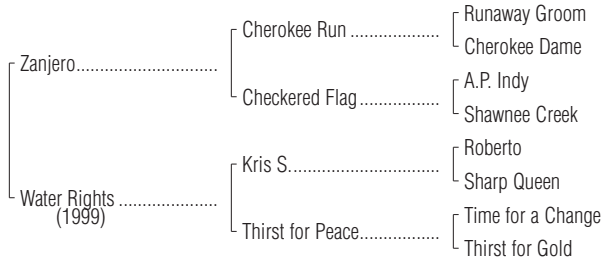 Runaway Groom
Cherokee Run ..................
Cherokee Dame
Zanjero.............................
A.P. Indy
Checkered Flag ................
Shawnee Creek
Roberto
Kris S..............................
Sharp Queen
Water Rights ....................
(1999)
Time for a Change
Thirst for Peace................
Thirst for Gold